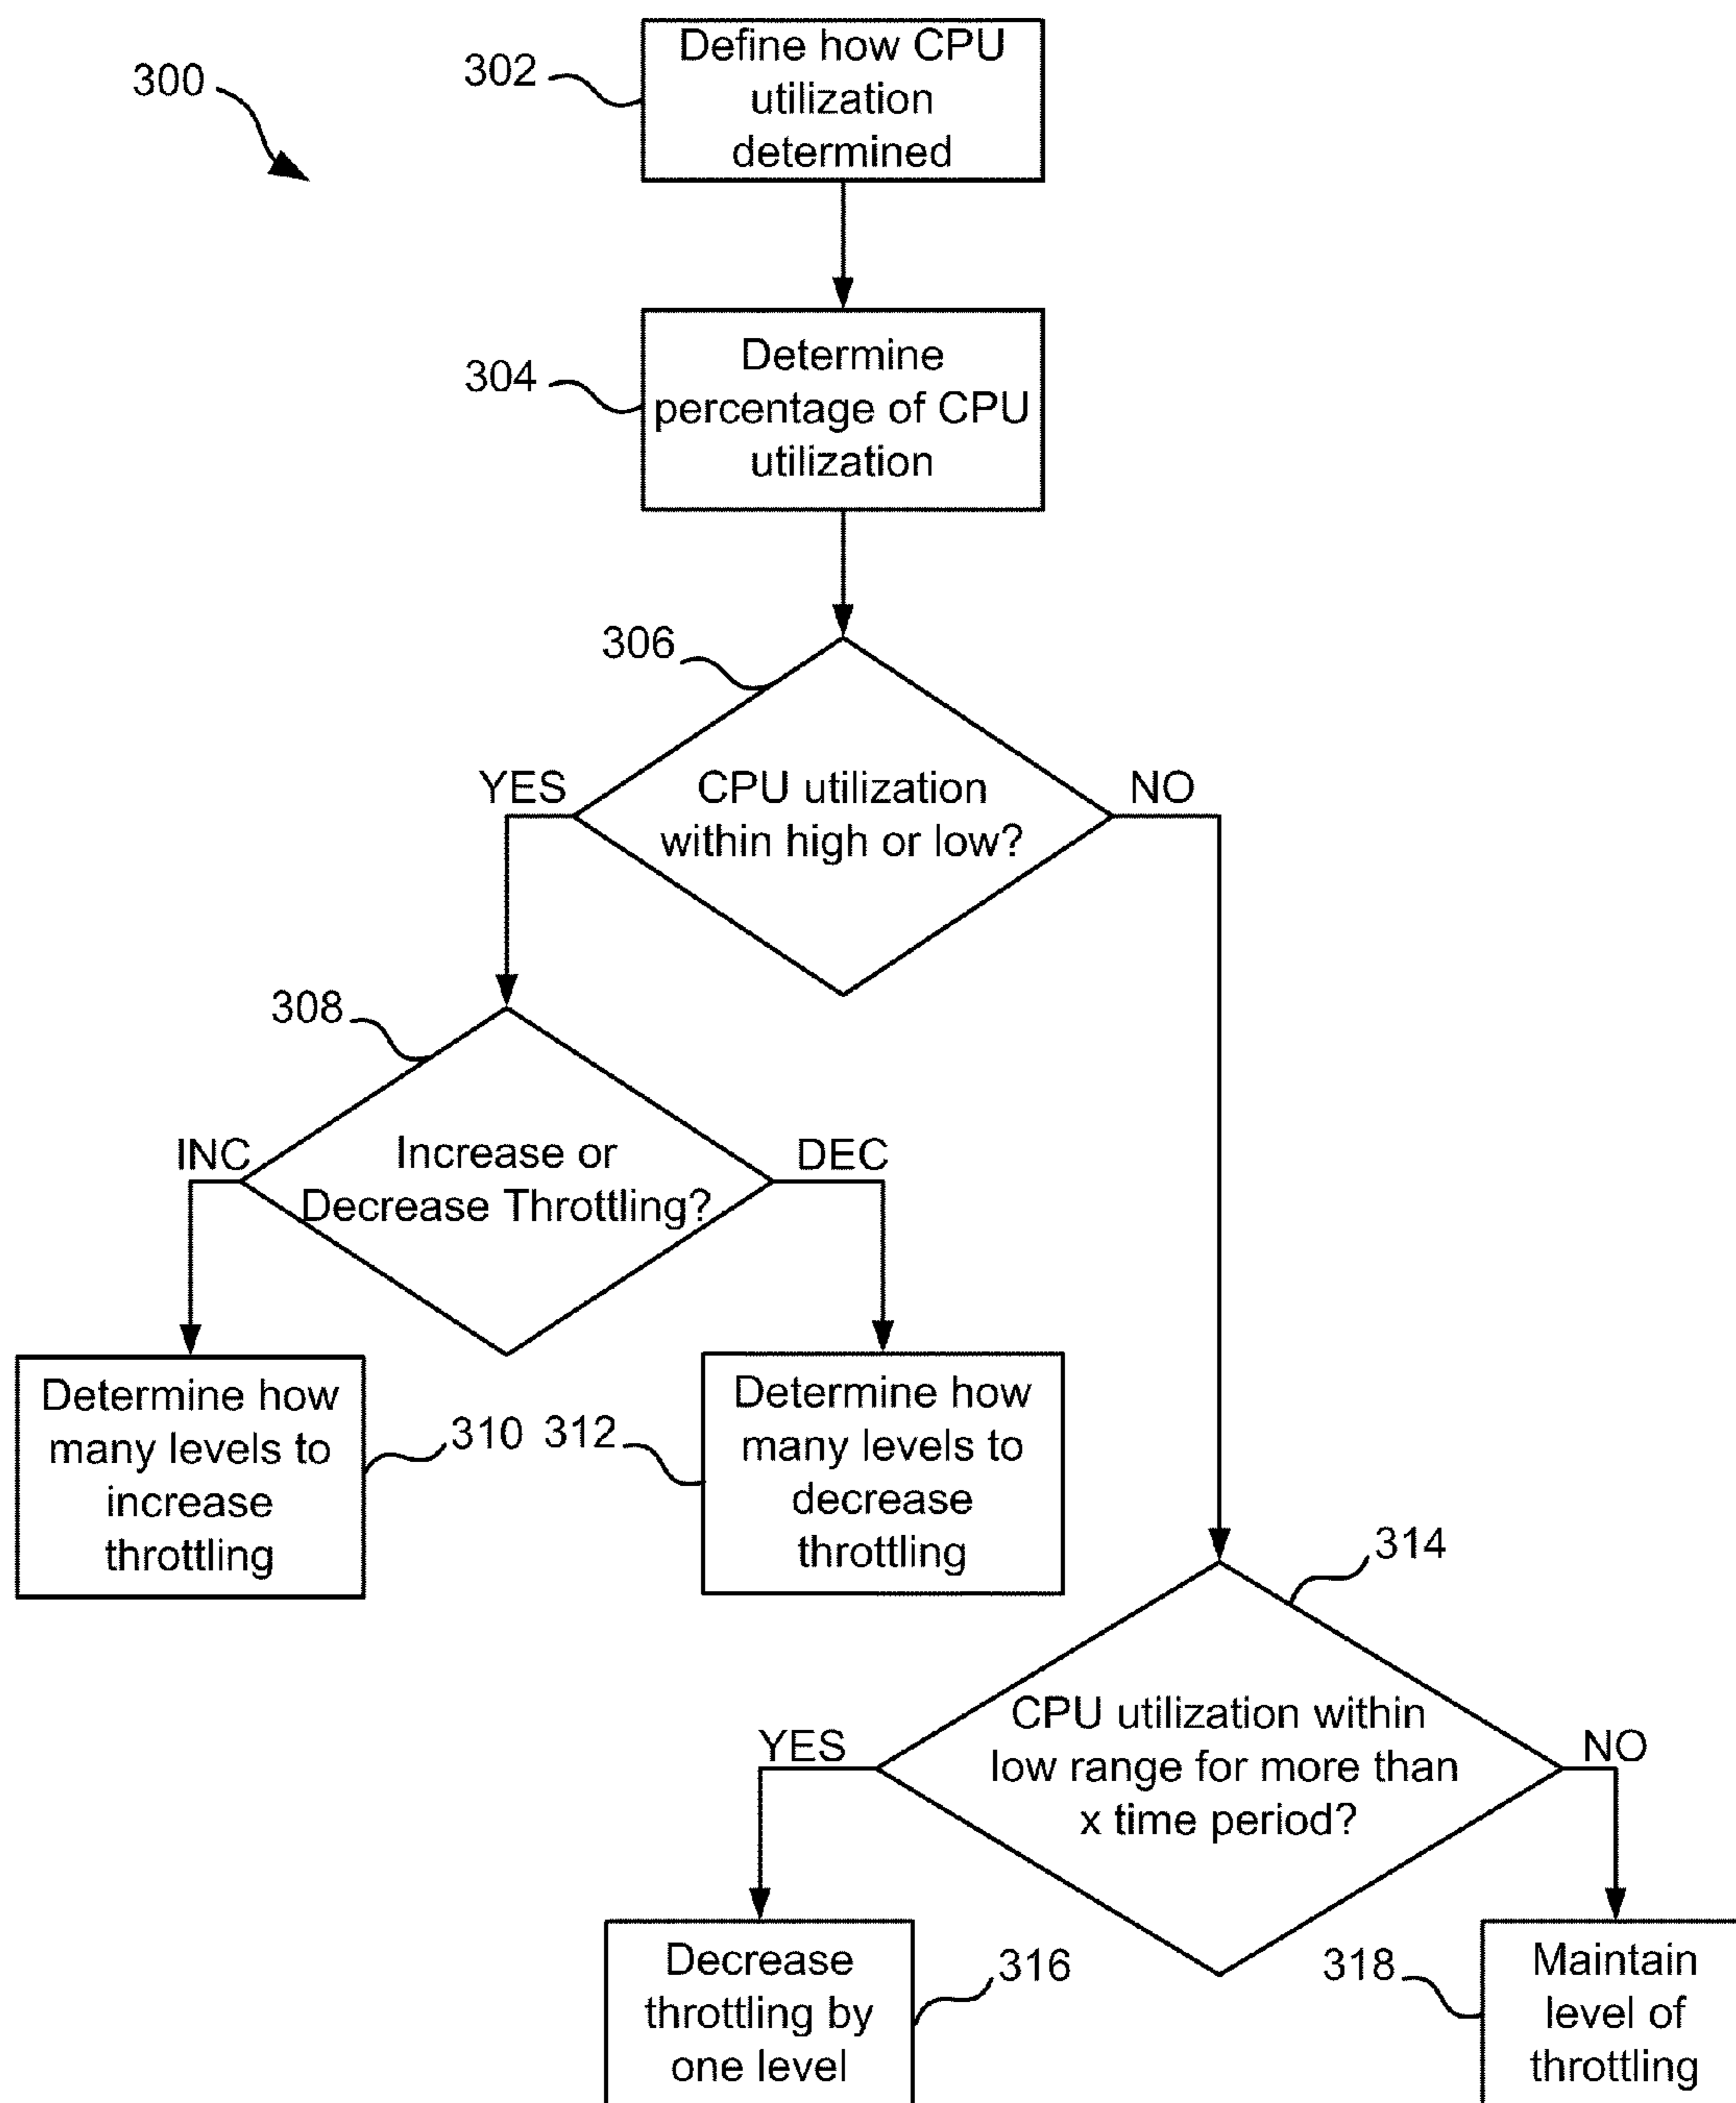 300
302
Define how CPU
utilization
determined
304
Determine
percentage of CPU
utilization
306
YES
CPU utilization
within high or low?
NO
308
INC
Increase or
Decrease Throttling?
DEC
Determine how
many levels to
increase
throttling
310
312
Determine how
many levels to
decrease
throttling
314
YES
CPU utilization within
low range for more than
x time period?
NO
Decrease
throttling by
one level
316
318
Maintain
level of
throttling